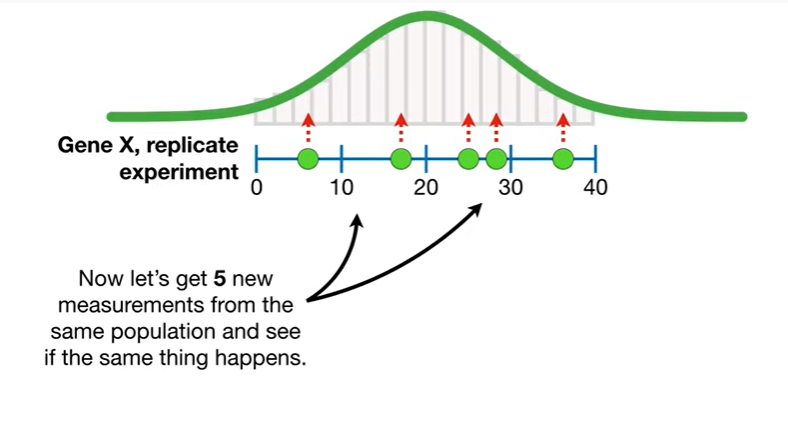 Gene X, replicate
experiment
0 10 20 30 40
Now let's get 5 new
measurements from the
same population and see
if the same thing happens.